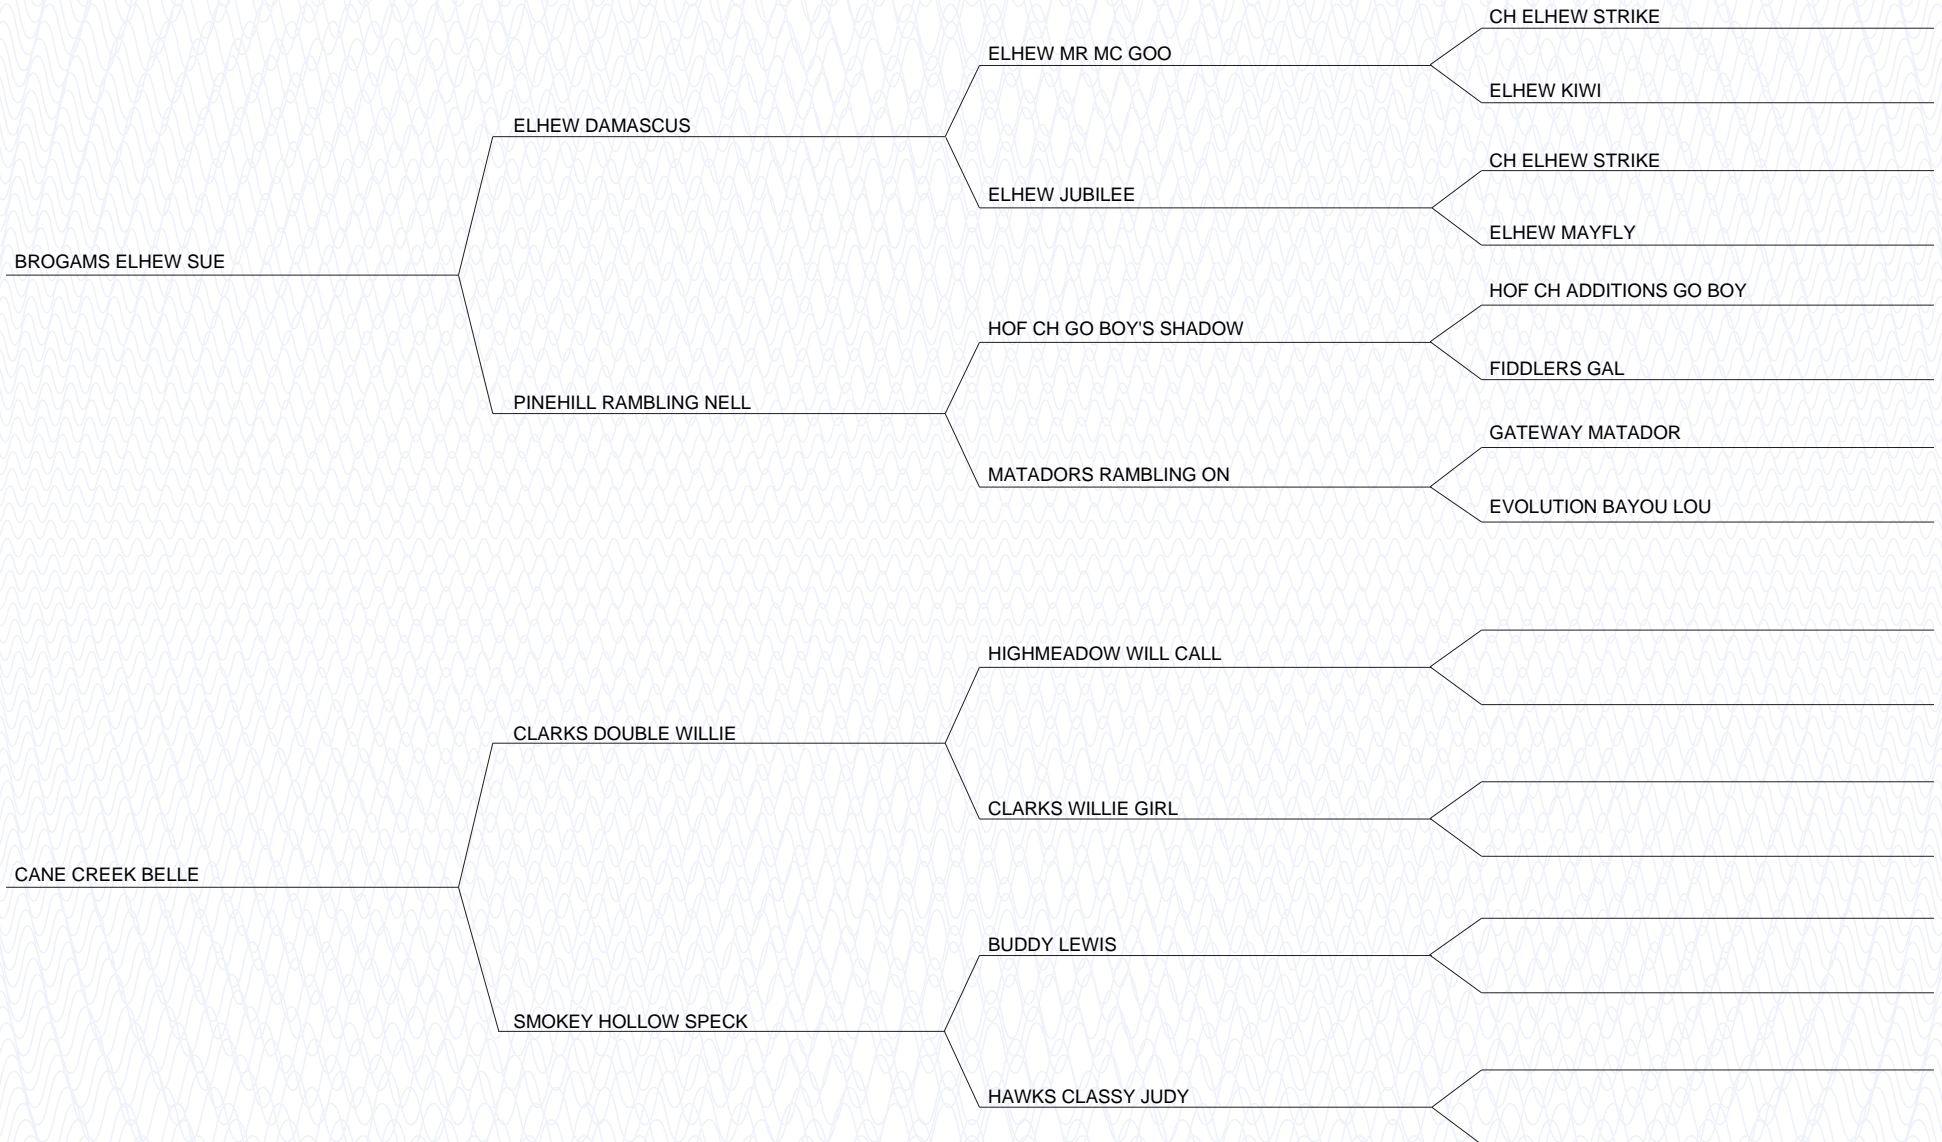 CH ELHEW STRIKE
ELHEW MR MC GOO
ELHEW KIWI
ELHEW DAMASCUS
CH ELHEW STRIKE
ELHEW JUBILEE
ELHEW MAYFLY
BROGAMS ELHEW SUE
HOF CH ADDITIONS GO BOY
HOF CH GO BOY'S SHADOW
FIDDLERS GAL
PINEHILL RAMBLING NELL
GATEWAY MATADOR
MATADORS RAMBLING ON
EVOLUTION BAYOU LOU
HIGHMEADOW WILL CALL
CLARKS DOUBLE WILLIE
CLARKS WILLIE GIRL
CANE CREEK BELLE
BUDDY LEWIS
SMOKEY HOLLOW SPECK
HAWKS CLASSY JUDY